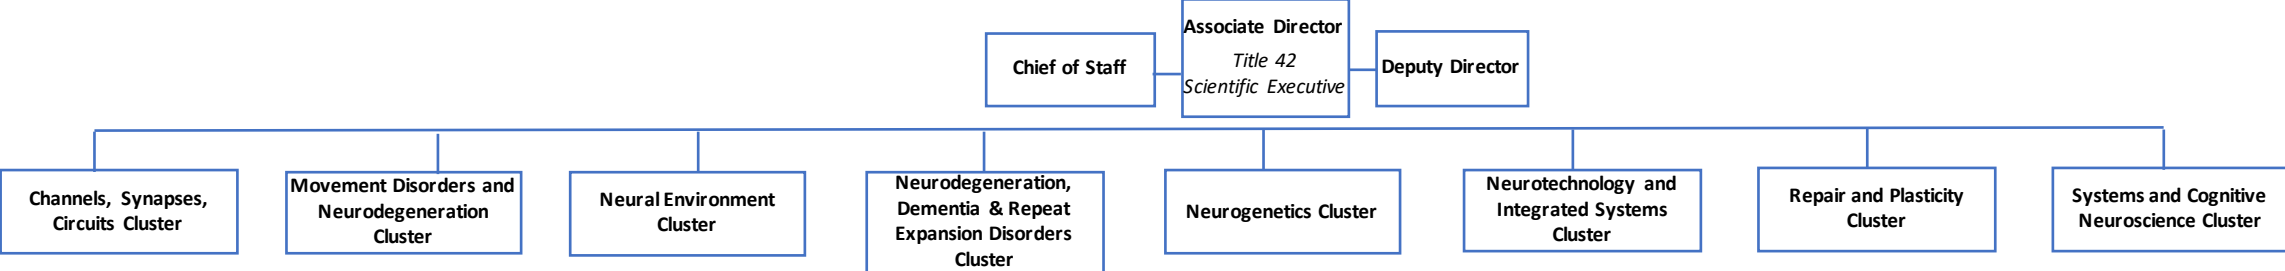 Associate Director
Title 42
Scientific Executive
Chief of Staff
Deputy Director
Channels, Synapses,
Circuits Cluster
Movement Disorders and
Neurodegeneration
Cluster
Neural Environment
Cluster
Neurodegeneration,
Dementia & Repeat
Expansion Disorders
Cluster
Neurogenetics Cluster
Neurotechnology and
Integrated Systems
Cluster
Repair and Plasticity
Cluster
Systems and Cognitive
Neuroscience Cluster